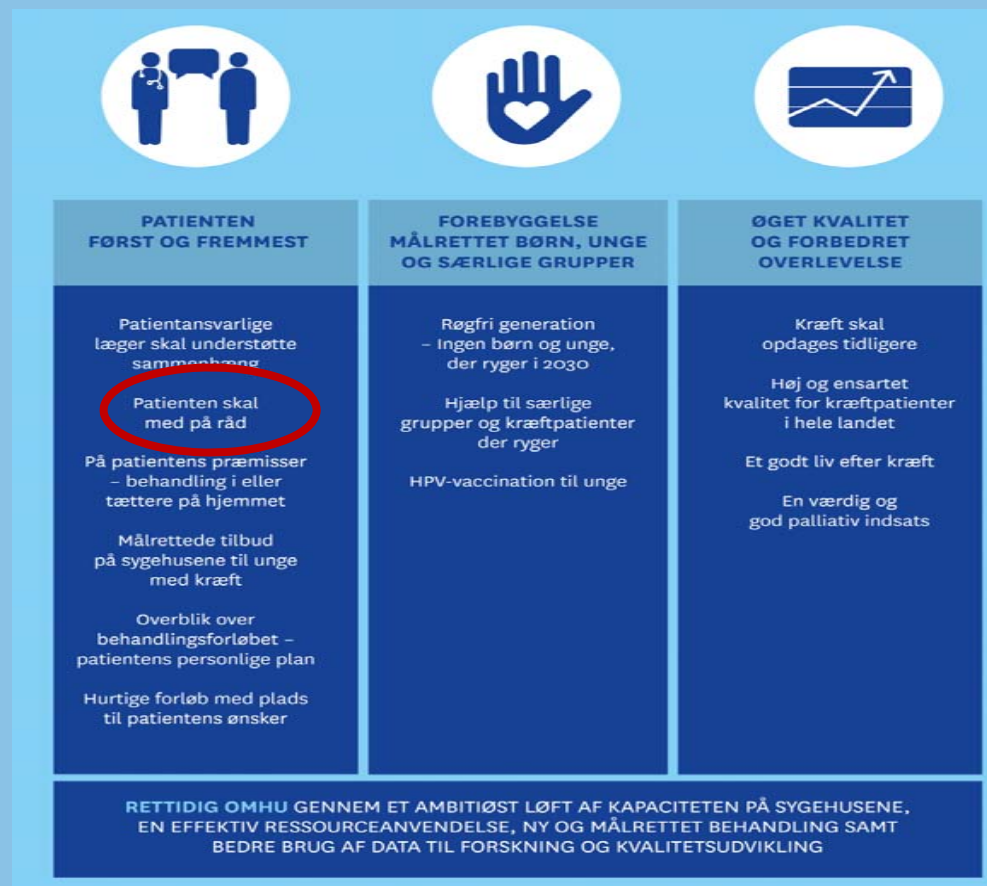 PATIENTEN
FØRST OG FREMMEST
Patientansvarlige
læger skal understøtte
sammenhæng
Patienten skal
med på råd
På patientens præmisser
– behandling i eller
tættere på hjemmet
Målrettede tilbud
på sygehusene til unge
med kræft
Overblik over
behandlingsforløbet –
patientens personlige plan
Hurtige forløb med plads
til patientens ønsker
FOREBYGGELSE
MÅLRETTET BØRN, UNGE
OG SÆRLIGE GRUPPER
Røgfri generation
– Ingen børn og unge,
der ryger i 2030
Hjælp til særlige
grupper og kræftpatienter
der ryger
HPV-vaccination til unge
ØGET KVALITET
OG FORBEDRET
OVERLEVELSE
Kræft skal
opdages tidligere
Høj og ensartet
kvalitet for kræftpatienter
i hele landet
Et godt liv efter kræft
En værdig og
god palliativ indsats
RETTIDIG OMHU GENNEM ET AMBITIØST LØFT AF KAPACITETEN PÅ SYGEHUSENE,
EN EFFEKTIV RESSOURCEANVENDELSE, NY OG MÅLRETTET BEHANDLING SAMT
BEDRE BRUG AF DATA TIL FORSKNING OG KVALITETSUDVIKLING